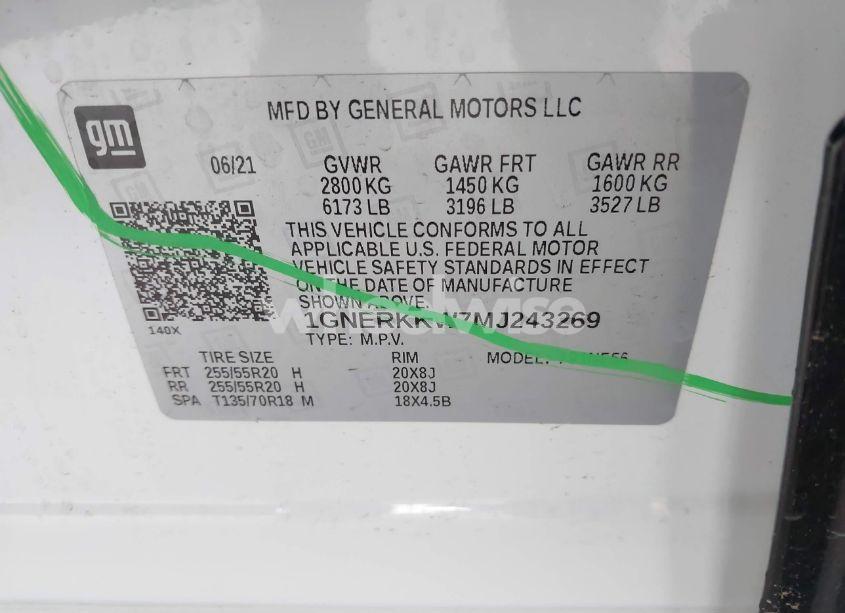 gm
MFD BY GENERAL MOTORS LLC
06/21 GVWR GAWR FRT GAWR RR
2800 KG 1450 KG 1600 KG
6173 LB 3196 LB 3527 LB
THIS VEHICLE CONFORMS TO ALL
APPLICABLE U.S. FEDERAL MOTOR
VEHICLE SAFETY STANDARDS IN EFFECT
ON THE DATE OF MANUFACTURE
SHOWN ABOVE.
140X
TYPE: M.P.V.
TIRE SIZE RIM MODEL:
FRT 255/55R20 H 20X8J
RR 255/55R20 H 20X8J
SPA T135/70R18 M 18X4.5B